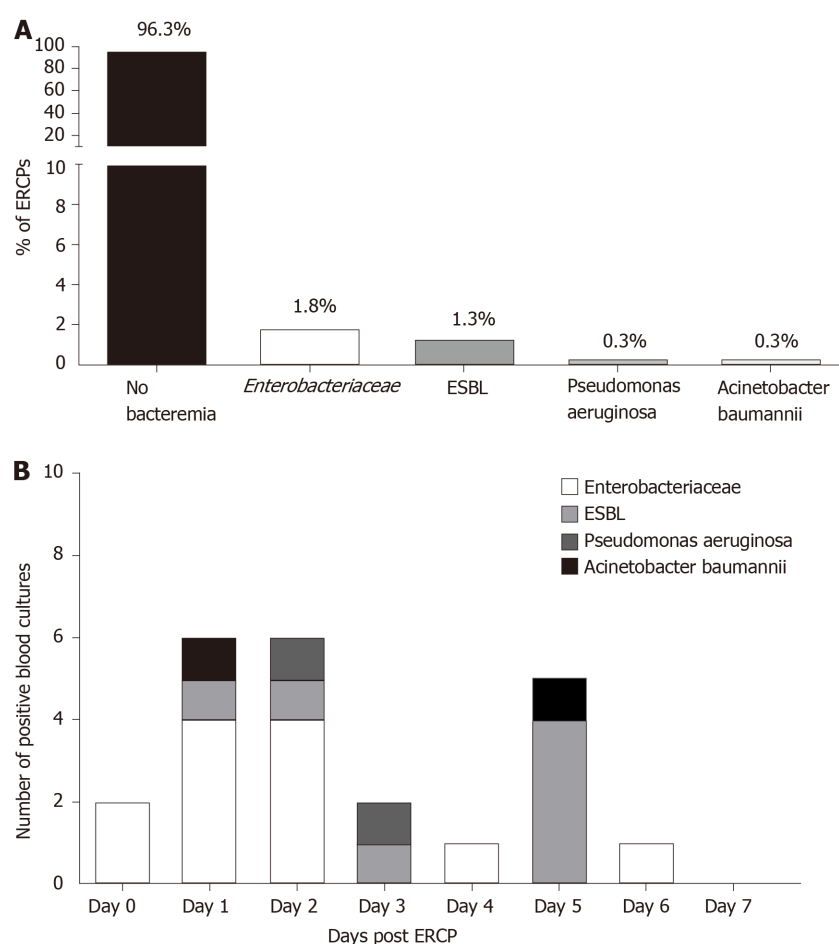 A
96.3%
100
80
60
40
20
10
8
6
4
2
0
% of ERCPs
1.8%
1.3%
0.3%
0.3%
No
bacteremia
Enterobacteriaceae
ESBL
Pseudomonas
aeruginosa
Acinetobacter
baumannii
B
10
8
6
4
2
0
Number of positive blood cultures
Enterobacteriaceae
ESBL
Pseudomonas aeruginosa
Acinetobacter baumannii
Day 0 Day 1 Day 2 Day 3 Day 4 Day 5 Day 6 Day 7
Days post ERCP